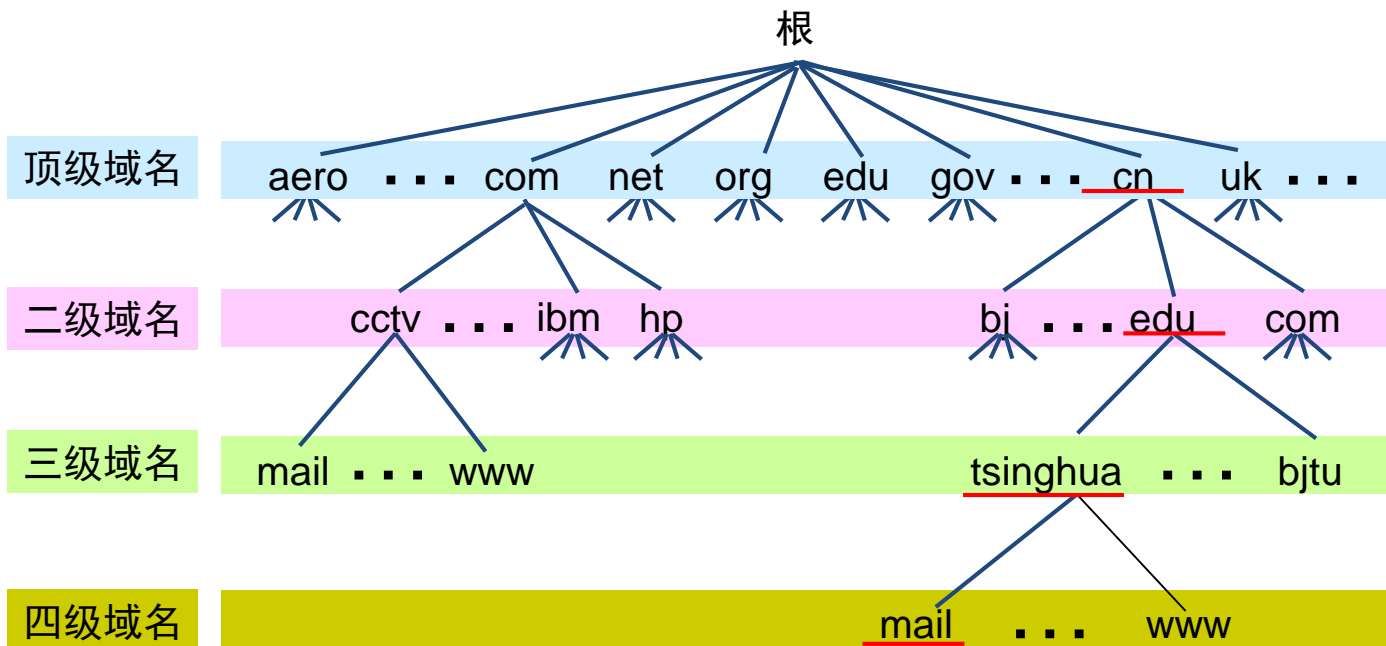 根
顶级域名 aero ... com net org edu gov ... cn uk ...
二级域名 cctv ... ibm hp bj ... edu com
三级域名 mail ... www tsinghua ... bjtu
四级域名 mail ... www